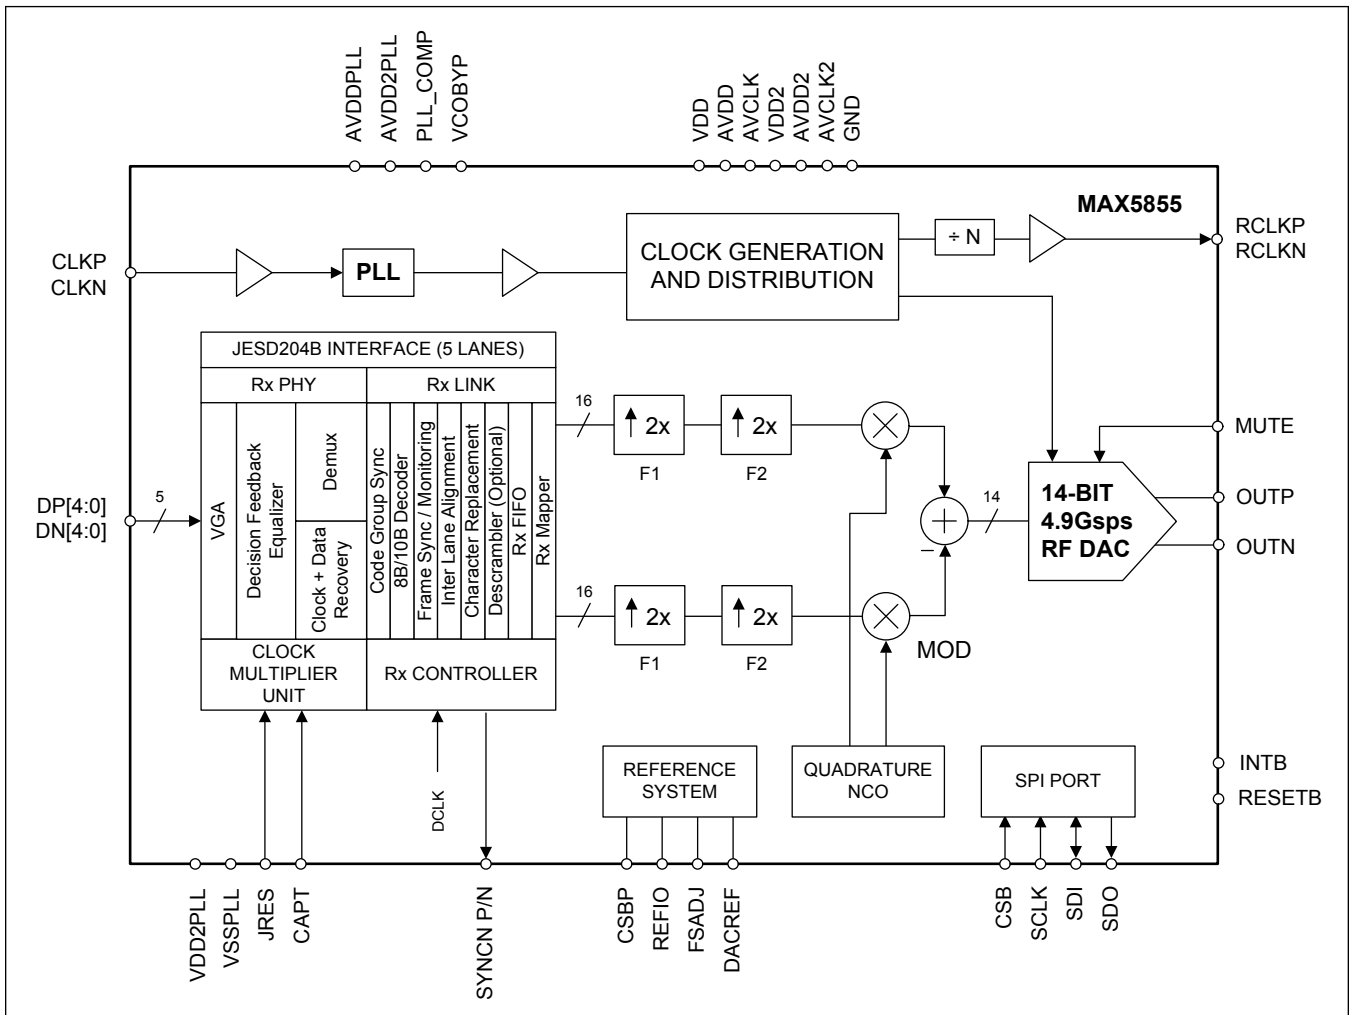 AVDDPLL
AVDD2PLL
PLL_COMP
VCOBYP
VDD
AVDD
AVCLK
VDD2
AVDD2
AVCLK2
GND
MAX5855
CLKP
CLKN
PLL
CLOCK GENERATION
AND DISTRIBUTION
÷ N
RCLKP
RCLKN
JESD204B INTERFACE (5 LANES)
Rx PHY
Rx LINK
DP[4:0]
DN[4:0]
5
VGA
Decision Feedback
Equalizer
Demux
Clock + Data
Recovery
Code Group Sync
8B/10B Decoder
Frame Sync / Monitoring
Inter Lane Alignment
Character Replacement
Descrambler (Optional)
Rx FIFO
Rx Mapper
CLOCK
MULTIPLIER
UNIT
Rx CONTROLLER
16
↑ 2x
F1
↑ 2x
F2
16
↑ 2x
F1
↑ 2x
F2
×
×
MOD
+
−
14
14-BIT
4.9Gsps
RF DAC
MUTE
OUTP
OUTN
DCLK
REFERENCE
SYSTEM
QUADRATURE
NCO
SPI PORT
INTB
RESETB
VDD2PLL
VSSPLL
JRES
CAPT
SYNCN P/N
CSBP
REFIO
FSADJ
DACREF
CSB
SCLK
SDI
SDO